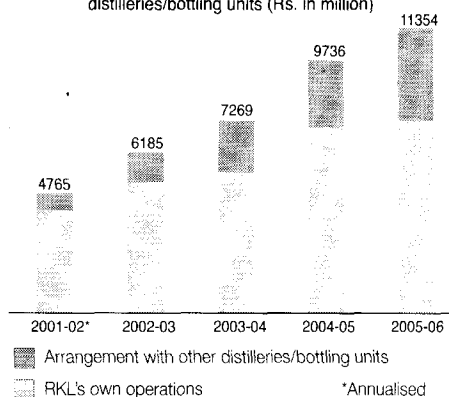 distilleries/bottling units (Rs. in million)
11354
9736
7269
6185
4765
2001-02* 2002-03 2003-04 2004-05 2005-06
Arrangement with other distilleries/bottling units
RKL's own operations *Annualised